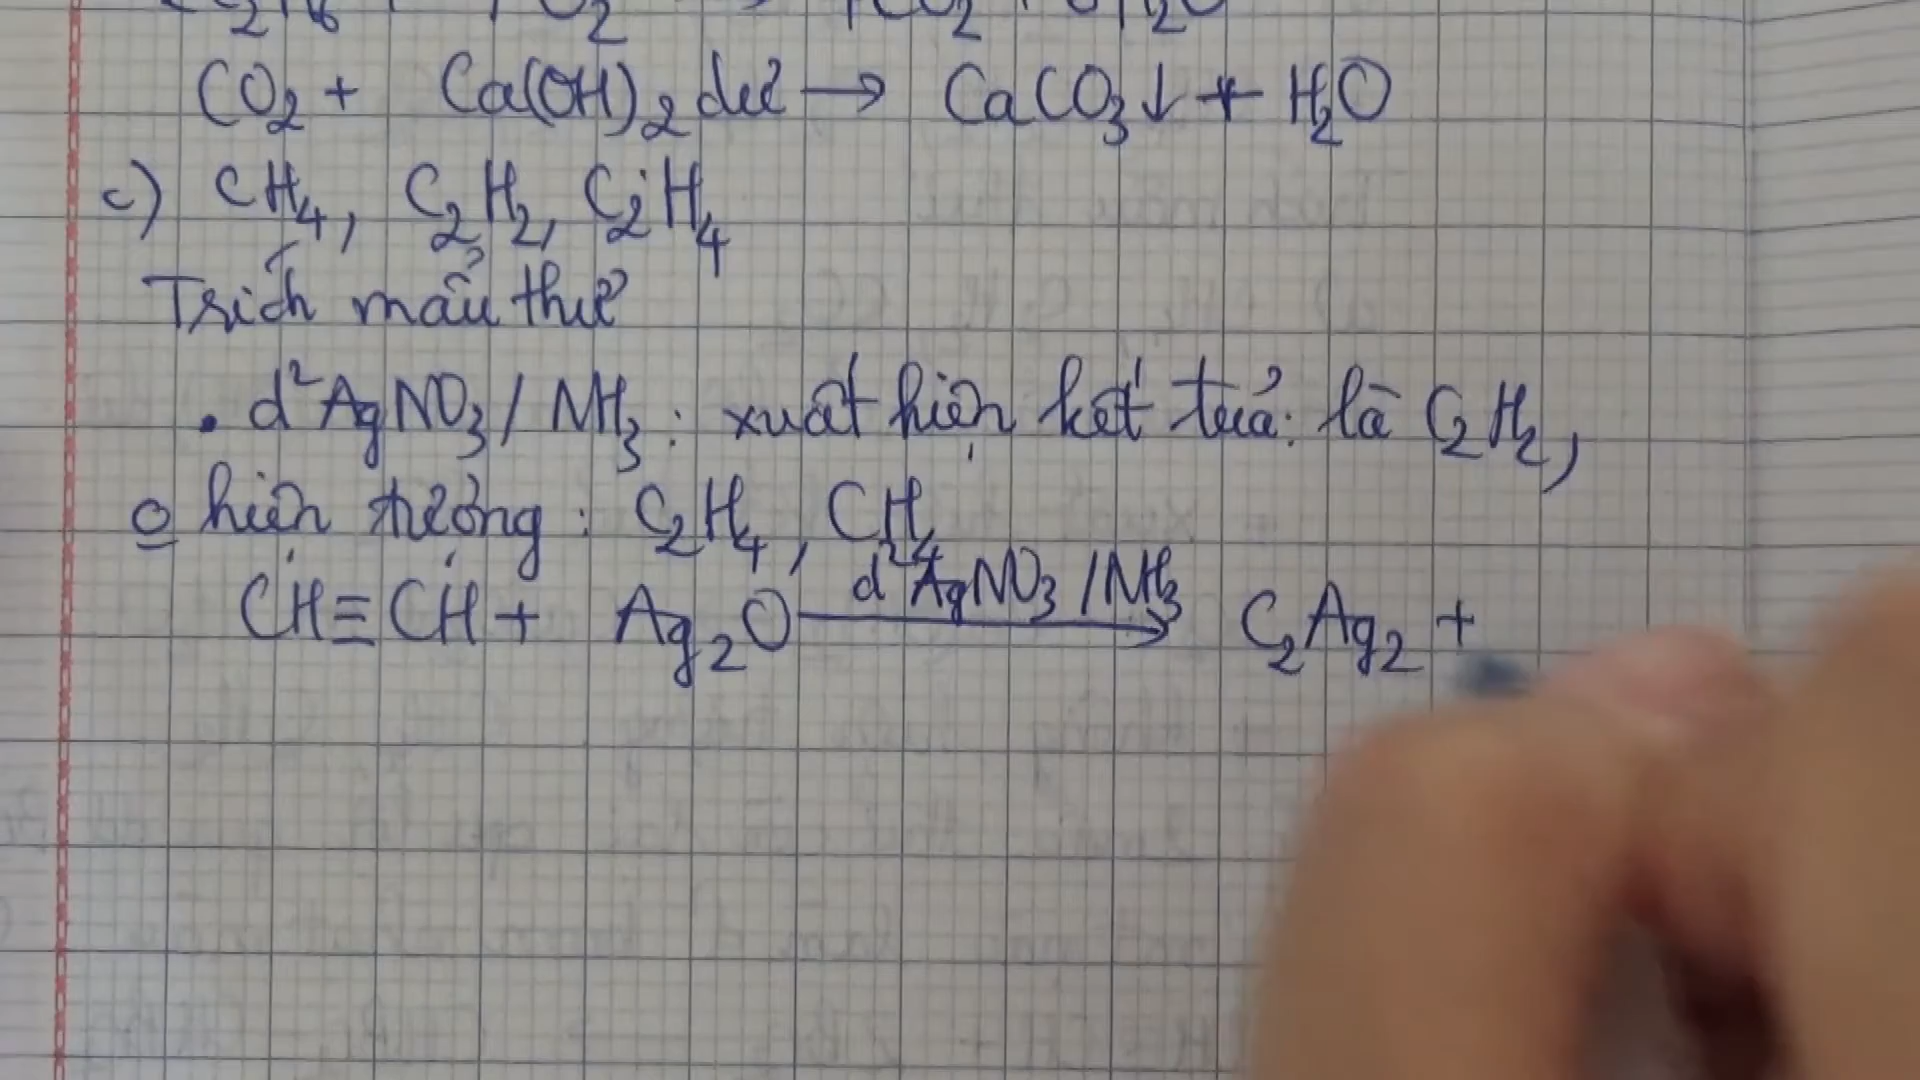 CO₂ + Ca(OH)₂ dư → CaCO₃↓ + H₂O
c) CH₄, C₂H₂, C₂H₄
Trích mẫu thử
. d² AgNO₃ / NH₃ : xuất hiện kết tủa: là C₂H₂,
o hiện tượng : C₂H₄, CH₄
d² AgNO₃ / NH₃
CH≡CH + Ag₂O → C₂Ag₂ +